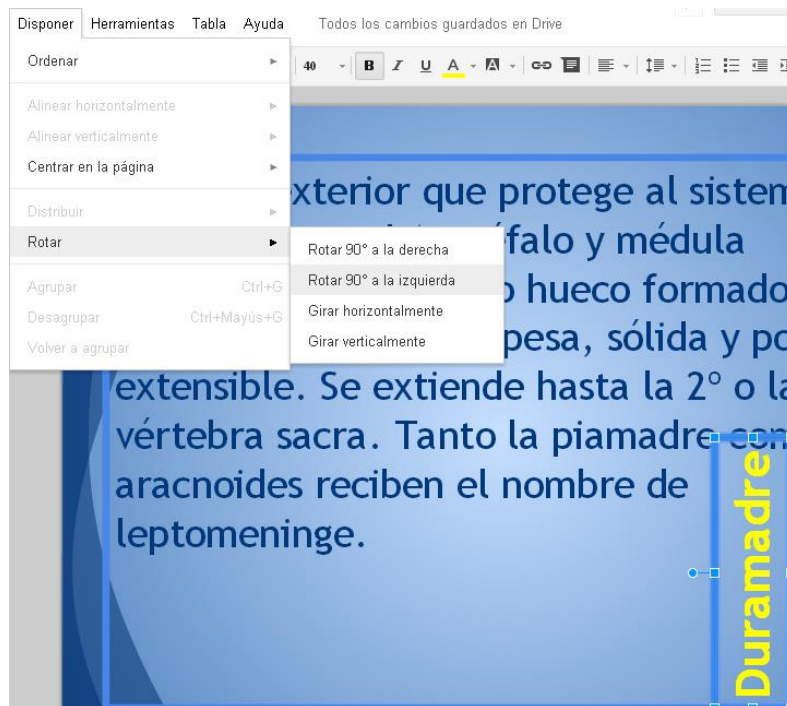 Disponer Herramientas Tabla Ayuda Todos los cambios guardados en Drive
Ordenar
40 B I U A A
Alinear horizontalmente
Alinear verticalmente
Centrar en la página
Distribuir
Rotar
Rotar 90° a la derecha
Rotar 90° a la izquierda
Girar horizontalmente
Girar verticalmente
Agrupar Ctrl+G
Desagrupar Ctrl+Mayús+G
Volver a agrupar
xterior que protege al sistem
éfalo y médula
hueco formado
pesa, sólida y po
extensible. Se extiende hasta la 2º o la
vértebra sacra. Tanto la piamadre com
aracnoides reciben el nombre de
leptomeninge.
Duramadre